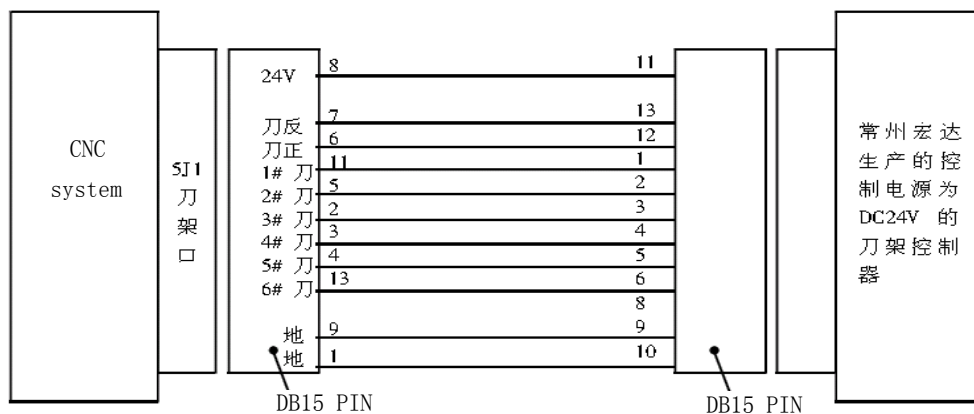 CNC
system
5J1
刀
架
口
24V 8 11
刀反 7 13
刀正 6 12
1# 刀 11 1
2# 刀 5 2
3# 刀 2 3
4# 刀 3 4
5# 刀 4 5
6# 刀 13 6
8
地 9 9
地 1 10
DB15 PIN
DB15 PIN
常州宏达
生产的控
制电源为
DC24V 的
刀架控制
器